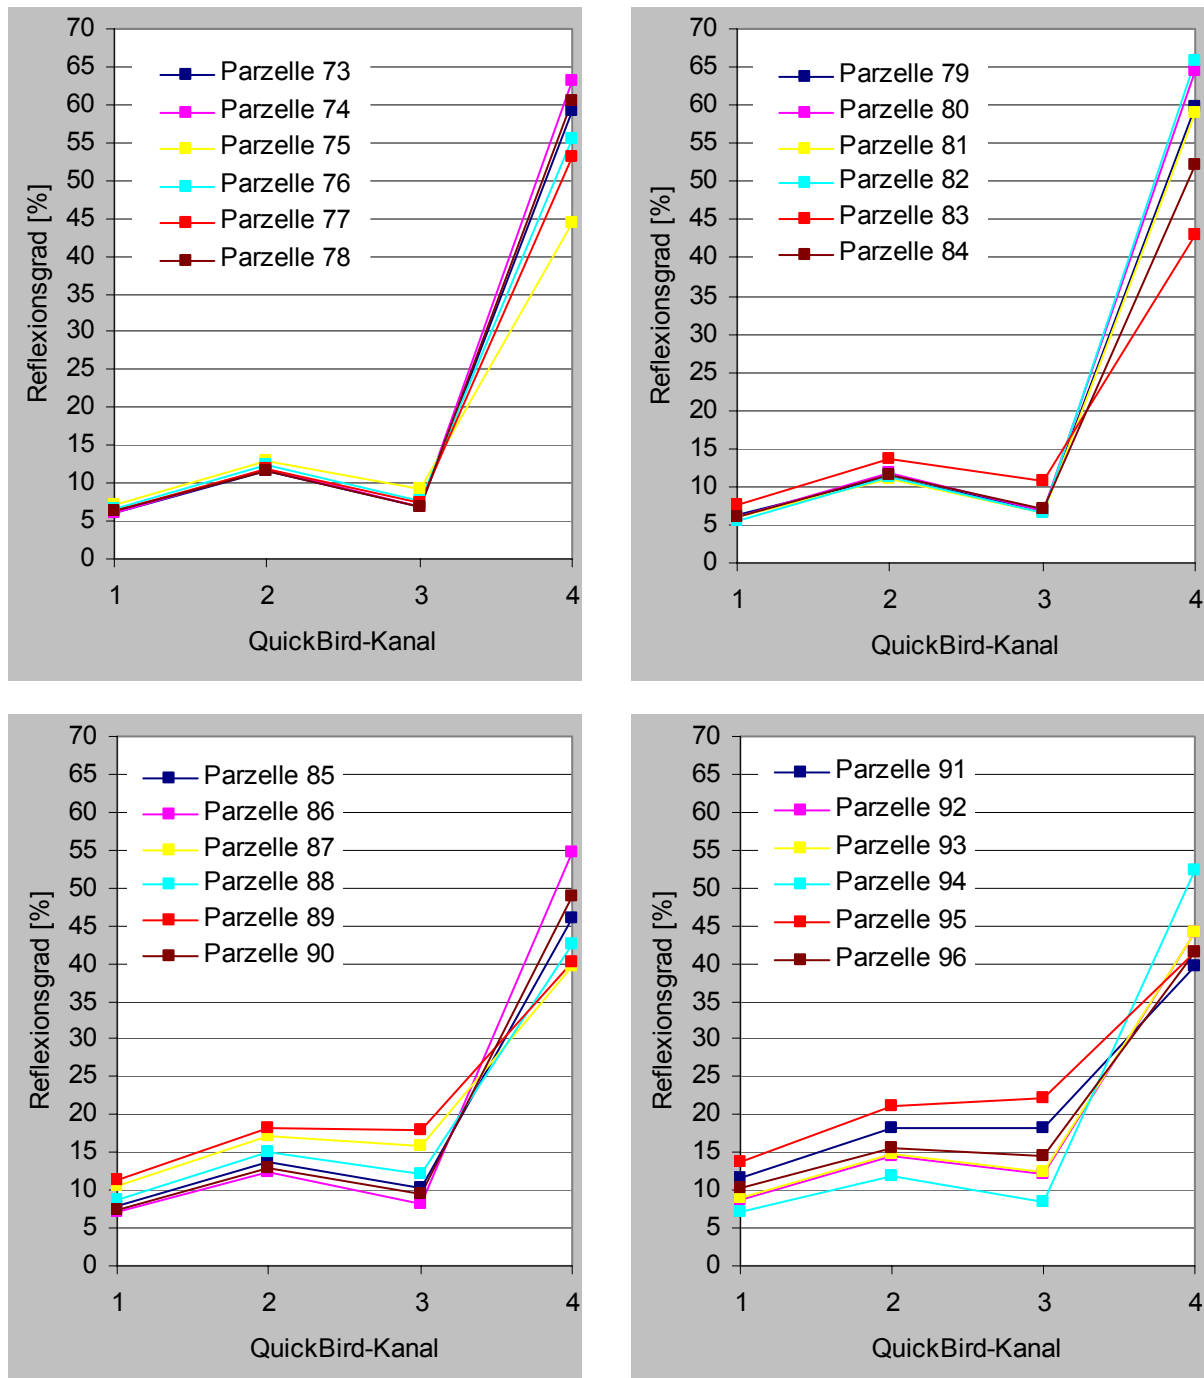 70
65
60
55
50
45
40
35
30
25
20
15
10
5
0
Reflexionsgrad [%]
Parzelle 73
Parzelle 74
Parzelle 75
Parzelle 76
Parzelle 77
Parzelle 78
1 2 3 4
QuickBird-Kanal
70
65
60
55
50
45
40
35
30
25
20
15
10
5
0
Reflexionsgrad [%]
Parzelle 79
Parzelle 80
Parzelle 81
Parzelle 82
Parzelle 83
Parzelle 84
1 2 3 4
QuickBird-Kanal
70
65
60
55
50
45
40
35
30
25
20
15
10
5
0
Reflexionsgrad [%]
Parzelle 85
Parzelle 86
Parzelle 87
Parzelle 88
Parzelle 89
Parzelle 90
1 2 3 4
QuickBird-Kanal
70
65
60
55
50
45
40
35
30
25
20
15
10
5
0
Reflexionsgrad [%]
Parzelle 91
Parzelle 92
Parzelle 93
Parzelle 94
Parzelle 95
Parzelle 96
1 2 3 4
QuickBird-Kanal